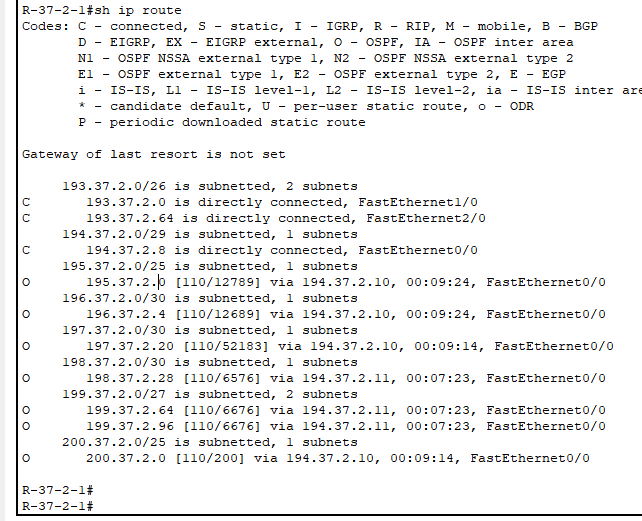 R-37-2-1#sh ip route
Codes: C - connected, S - static, I - IGRP, R - RIP, M - mobile, B - BGP
       D - EIGRP, EX - EIGRP external, O - OSPF, IA - OSPF inter area
       N1 - OSPF NSSA external type 1, N2 - OSPF NSSA external type 2
       E1 - OSPF external type 1, E2 - OSPF external type 2, E - EGP
       i - IS-IS, L1 - IS-IS level-1, L2 - IS-IS level-2, ia - IS-IS inter are
       * - candidate default, U - per-user static route, o - ODR
       P - periodic downloaded static route
Gateway of last resort is not set
     193.37.2.0/26 is subnetted, 2 subnets
C       193.37.2.0 is directly connected, FastEthernet1/0
C       193.37.2.64 is directly connected, FastEthernet2/0
     194.37.2.0/29 is subnetted, 1 subnets
C       194.37.2.8 is directly connected, FastEthernet0/0
     195.37.2.0/25 is subnetted, 1 subnets
O       195.37.2.0 [110/12789] via 194.37.2.10, 00:09:24, FastEthernet0/0
     196.37.2.0/30 is subnetted, 1 subnets
O       196.37.2.4 [110/12689] via 194.37.2.10, 00:09:24, FastEthernet0/0
     197.37.2.0/30 is subnetted, 1 subnets
O       197.37.2.20 [110/52183] via 194.37.2.10, 00:09:14, FastEthernet0/0
     198.37.2.0/30 is subnetted, 1 subnets
O       198.37.2.28 [110/6576] via 194.37.2.11, 00:07:23, FastEthernet0/0
     199.37.2.0/27 is subnetted, 2 subnets
O       199.37.2.64 [110/6676] via 194.37.2.11, 00:07:23, FastEthernet0/0
O       199.37.2.96 [110/6676] via 194.37.2.11, 00:07:23, FastEthernet0/0
     200.37.2.0/25 is subnetted, 1 subnets
O       200.37.2.0 [110/200] via 194.37.2.10, 00:09:14, FastEthernet0/0
R-37-2-1#
R-37-2-1#